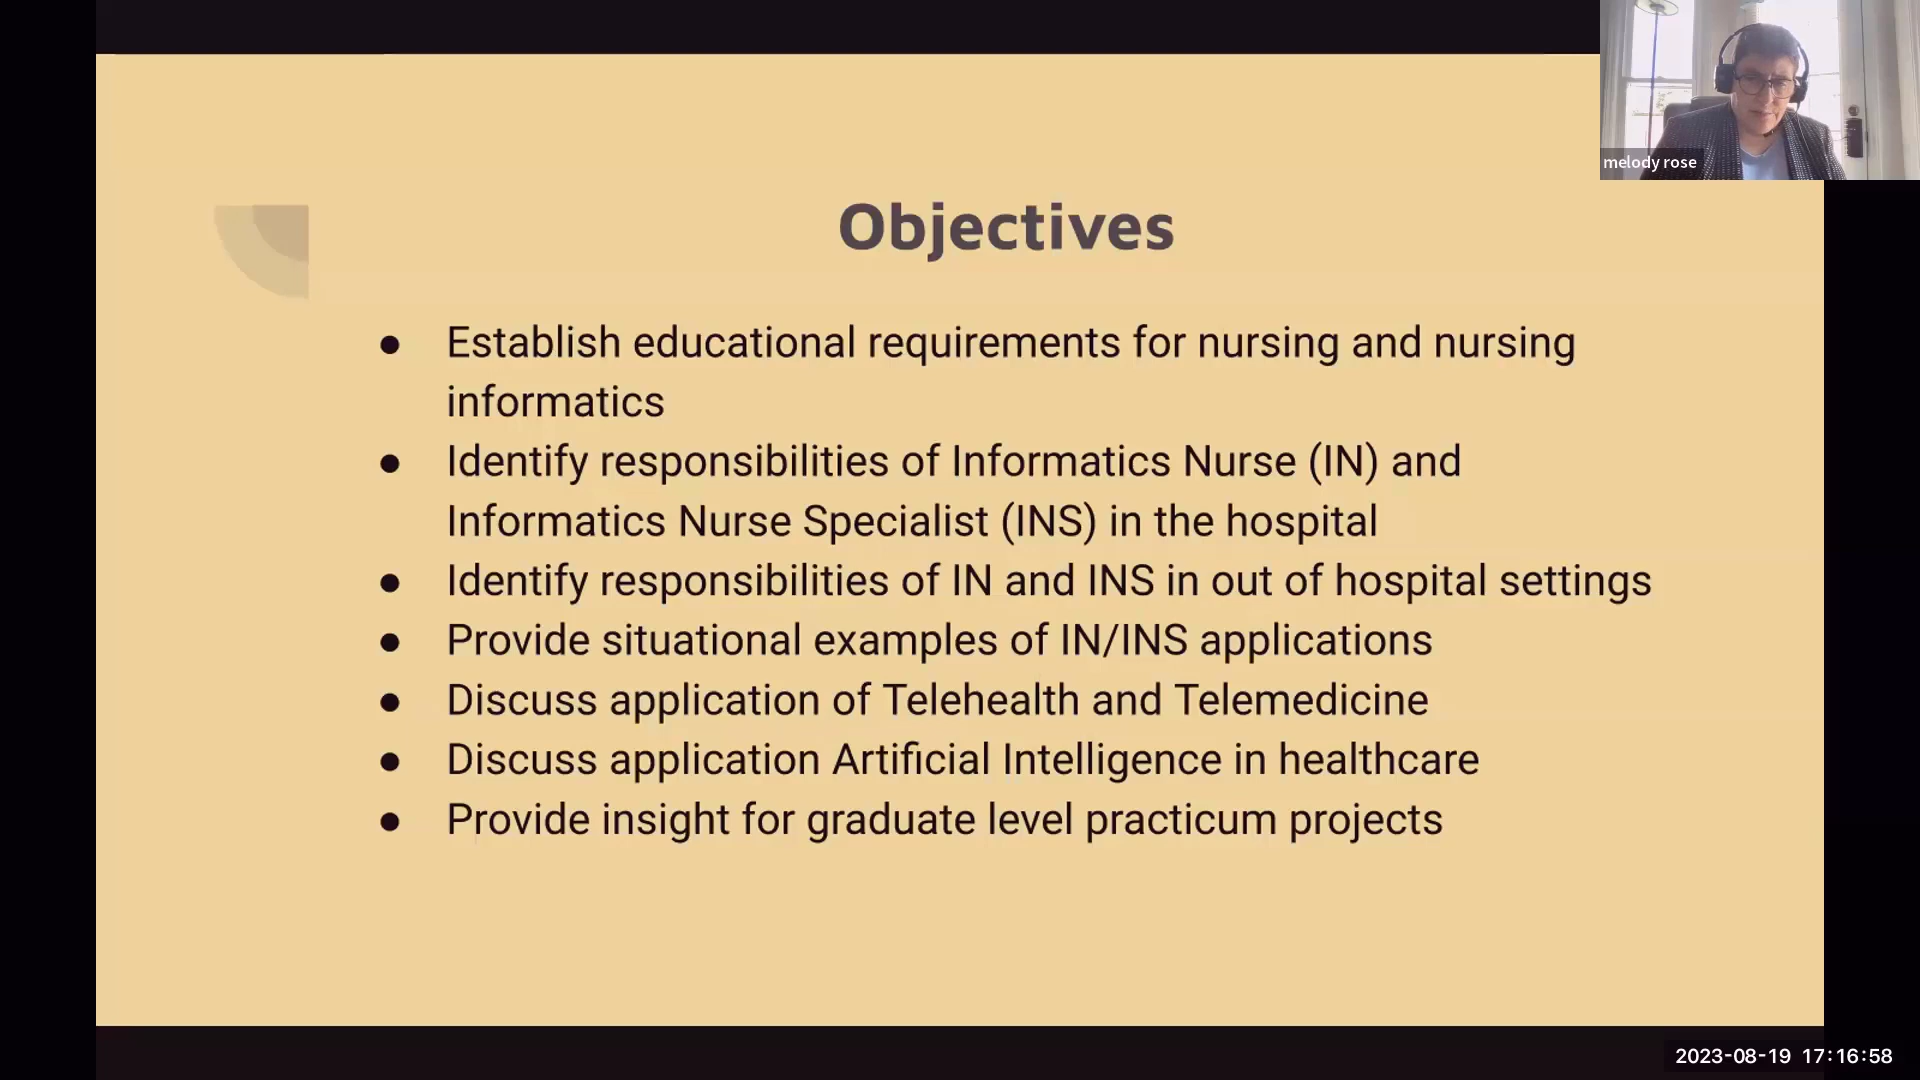 melody rose
Objectives
● Establish educational requirements for nursing and nursing
informatics
● Identify responsibilities of Informatics Nurse (IN) and
Informatics Nurse Specialist (INS) in the hospital
● Identify responsibilities of IN and INS in out of hospital settings
● Provide situational examples of IN/INS applications
● Discuss application of Telehealth and Telemedicine
● Discuss application Artificial Intelligence in healthcare
● Provide insight for graduate level practicum projects
2023-08-19 17:16:58